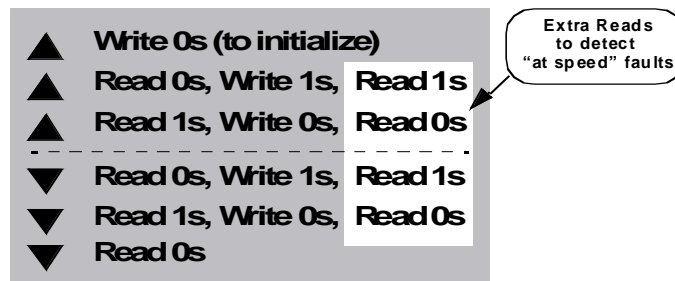 Write 0s (to initialize)
Read 0s, Write 1s, Read 1s
Read 1s, Write 0s, Read 0s
Read 0s, Write 1s, Read 1s
Read 1s, Write 0s, Read 0s
Read 0s
Extra Reads
to detect
“at speed” faults